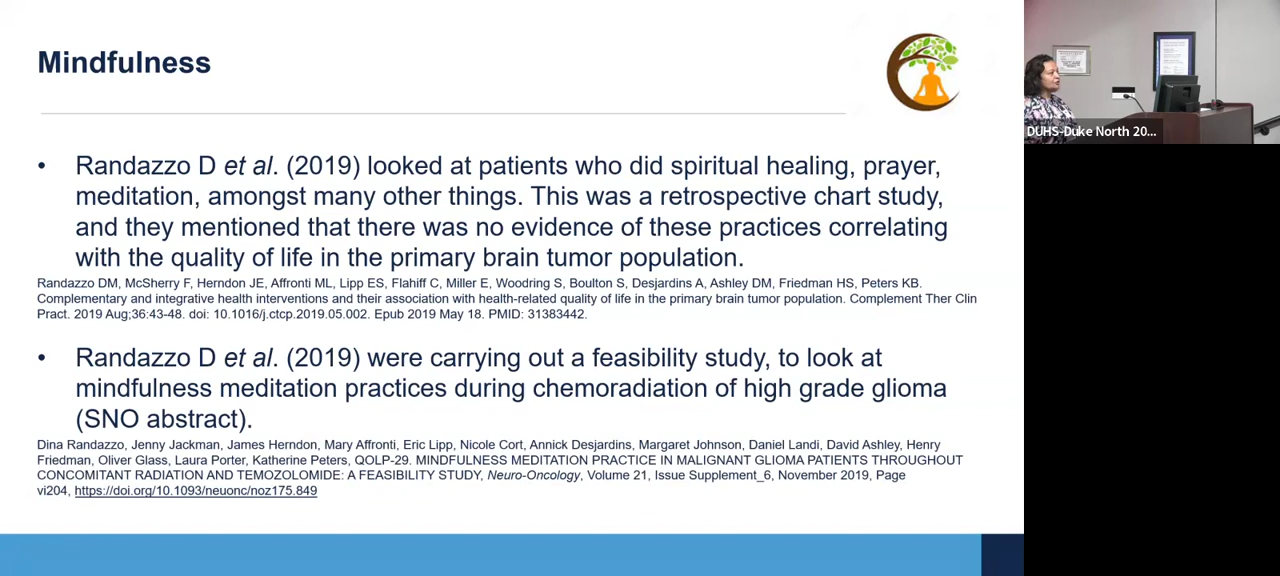 Mindfulness
• Randazzo D et al. (2019) looked at patients who did spiritual healing, prayer,
meditation, amongst many other things. This was a retrospective chart study,
and they mentioned that there was no evidence of these practices correlating
with the quality of life in the primary brain tumor population.
Randazzo DM, McSherry F, Herndon JE, Affronti ML, Lipp ES, Flahiff C, Miller E, Woodring S, Boulton S, Desjardins A, Ashley DM, Friedman HS, Peters KB.
Complementary and integrative health interventions and their association with health-related quality of life in the primary brain tumor population. Complement Ther Clin
Pract. 2019 Aug;36:43-48. doi: 10.1016/j.ctcp.2019.05.002. Epub 2019 May 18. PMID: 31383442.
• Randazzo D et al. (2019) were carrying out a feasibility study, to look at
mindfulness meditation practices during chemoradiation of high grade glioma
(SNO abstract).
Dina Randazzo, Jenny Jackman, James Herndon, Mary Affronti, Eric Lipp, Nicole Cort, Annick Desjardins, Margaret Johnson, Daniel Landi, David Ashley, Henry
Friedman, Oliver Glass, Laura Porter, Katherine Peters, QOLP-29. MINDFULNESS MEDITATION PRACTICE IN MALIGNANT GLIOMA PATIENTS THROUGHOUT
CONCOMITANT RADIATION AND TEMOZOLOMIDE: A FEASIBILITY STUDY, Neuro-Oncology, Volume 21, Issue Supplement_6, November 2019, Page
vi204, https://doi.org/10.1093/neuonc/noz175.849
DUHS-Duke North 20...